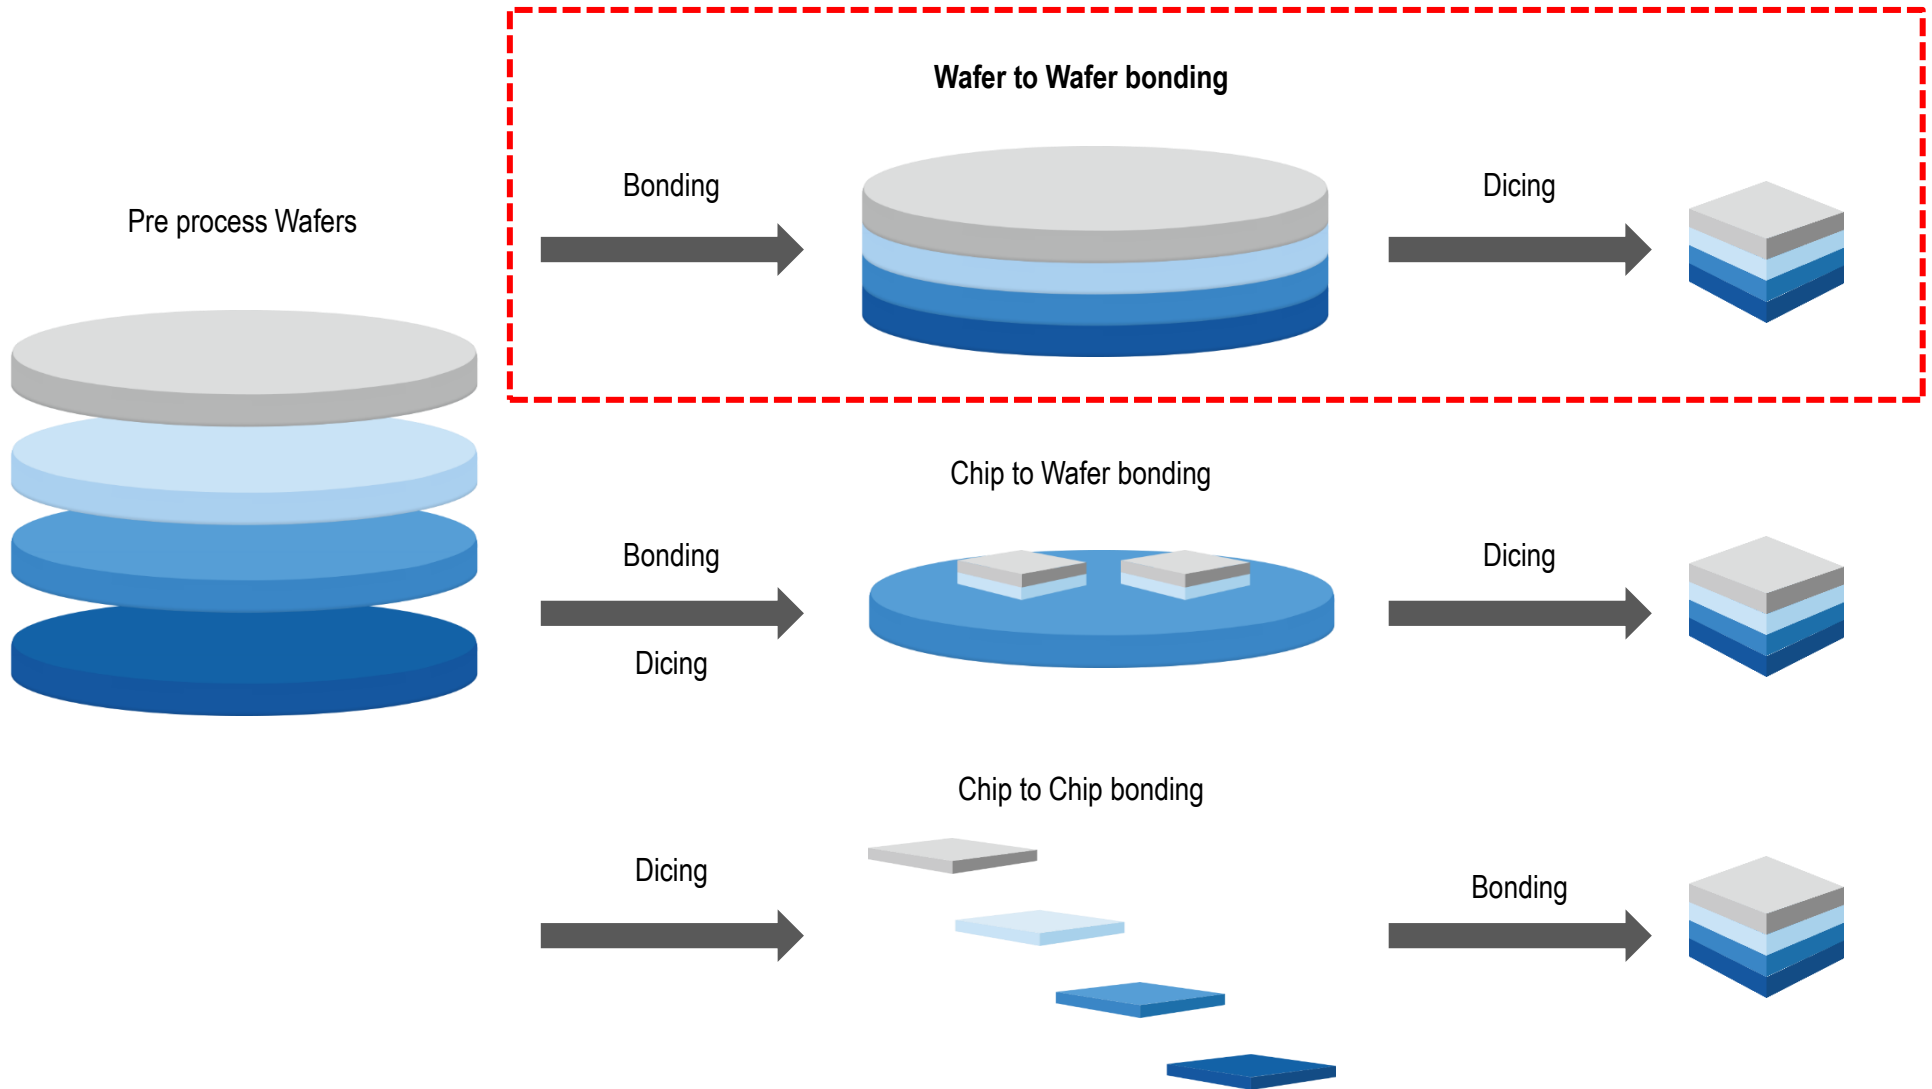 Wafer to Wafer bonding
Pre process Wafers
Bonding
Dicing
Chip to Wafer bonding
Bonding
Dicing
Dicing
Chip to Chip bonding
Dicing
Bonding